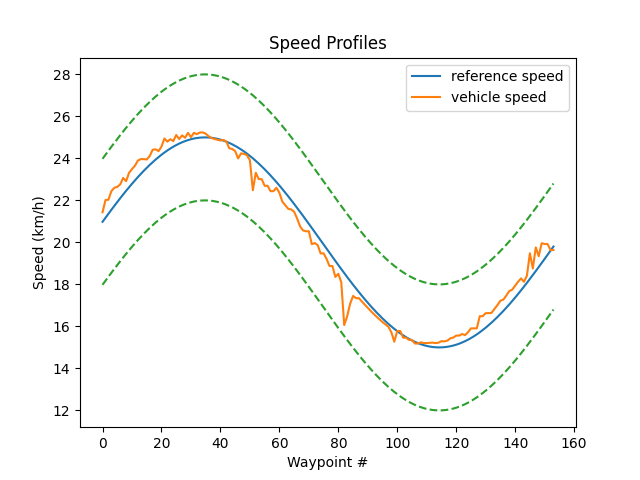 Speed Profiles
reference speed
vehicle speed
28
26
24
22
20
18
16
14
12
Speed (km/h)
0 20 40 60 80 100 120 140 160
Waypoint #